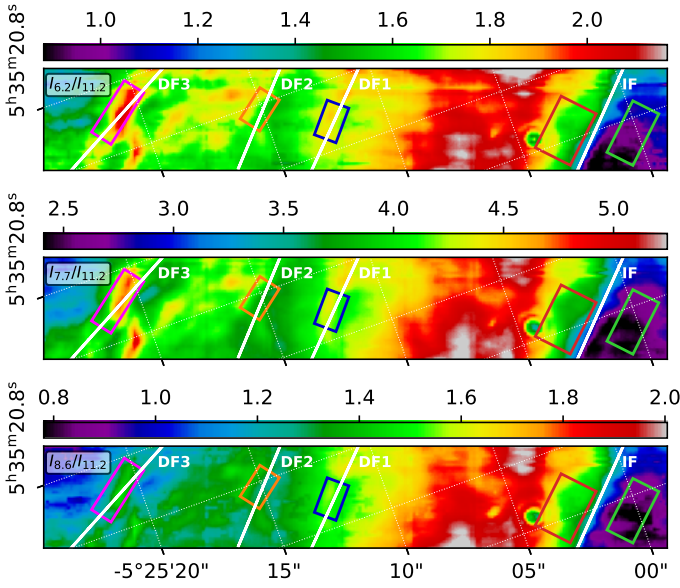 1.0 1.2 1.4 1.6 1.8 2.0
5ʰ35ᵐ20.8ˢ
I₆.₂/I₁₁.₂ DF3 DF2 DF1 IF
2.5 3.0 3.5 4.0 4.5 5.0
5ʰ35ᵐ20.8ˢ
I₇.₇/I₁₁.₂ DF3 DF2 DF1 IF
0.8 1.0 1.2 1.4 1.6 1.8 2.0
5ʰ35ᵐ20.8ˢ
I₈.₆/I₁₁.₂ DF3 DF2 DF1 IF
-5°25'20" 15" 10" 05" 00"